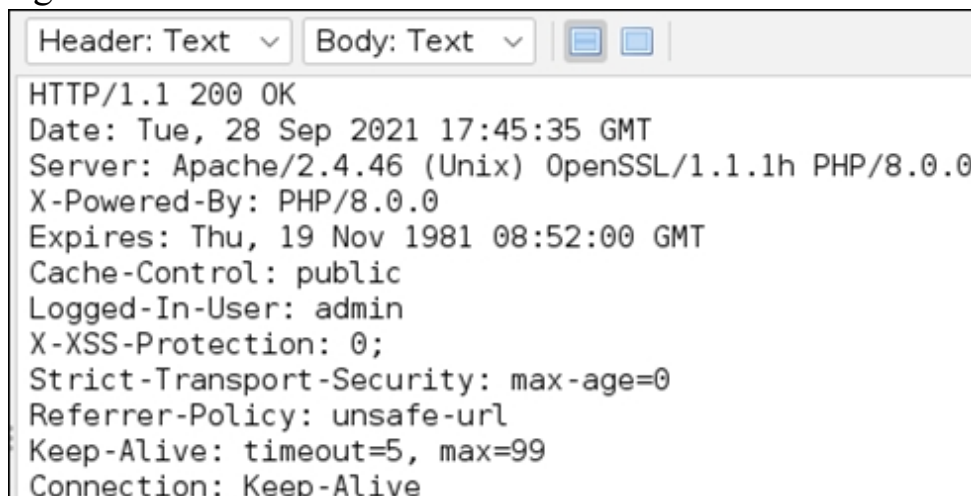 Header: Text Body: Text
HTTP/1.1 200 OK
Date: Tue, 28 Sep 2021 17:45:35 GMT
Server: Apache/2.4.46 (Unix) OpenSSL/1.1.1h PHP/8.0.0
X-Powered-By: PHP/8.0.0
Expires: Thu, 19 Nov 1981 08:52:00 GMT
Cache-Control: public
Logged-In-User: admin
X-XSS-Protection: 0;
Strict-Transport-Security: max-age=0
Referrer-Policy: unsafe-url
Keep-Alive: timeout=5, max=99
Connection: Keep-Alive